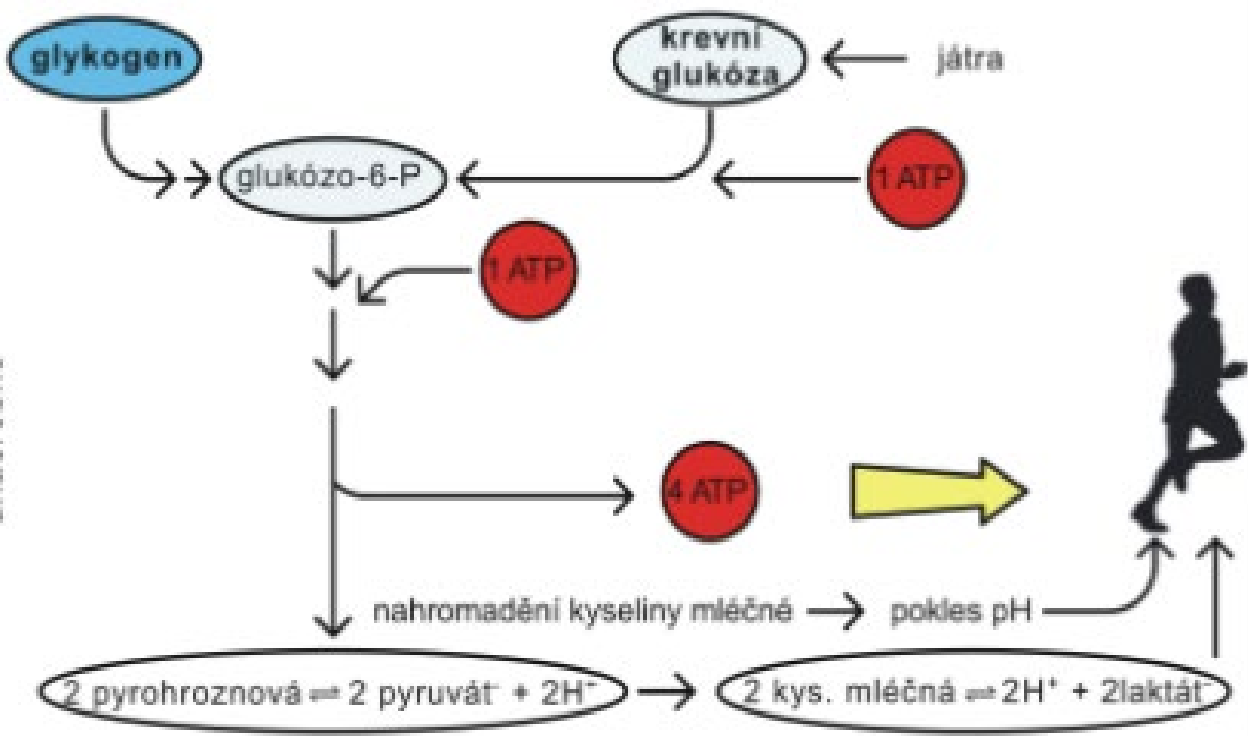 glykogen
krevní
glukóza
játra
glukóza-6-P
1 ATP
1 ATP
4 ATP
nahromadění kyseliny mléčné
pokles pH
2 pyrohroznová ⇌ 2 pyruvát⁻ + 2H⁺
2 kys. mléčná ⇌ 2H⁺ + 2laktát⁻